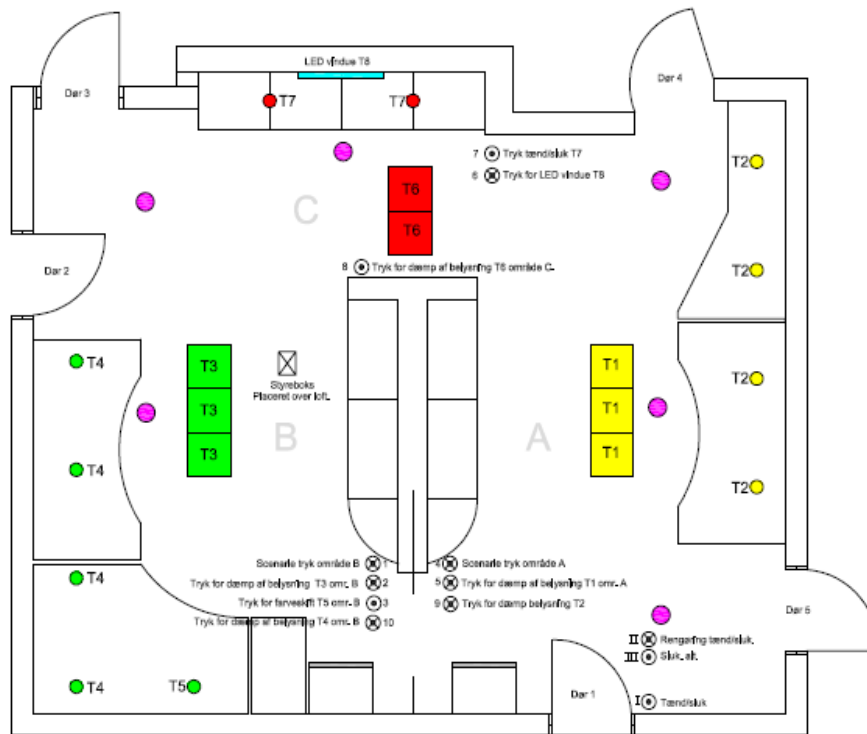 LED vindue T8
Dør 3
Dør 4
T7
T7
7 Tryk tænd/sluk T7
6 Tryk for LED vindue T8
T2
T6
T6
C
T2
Dør 2
8 Tryk for dæmp af belysning T6 område C.
T4
T3
T3
T3
Styreboks
Placeret over loft.
T1
T1
T1
T2
B
A
T4
T2
Scenarie tryk område B 1
4 Scenarie tryk område A
T4
Tryk for dæmp af belysning T3 omr. B 2
5 Tryk for dæmp af belysning T1 omr. A
Tryk for farveskift T5 omr. B 3
9 Tryk for dæmp belysning T2
Tryk for dæmp af belysning T4 omr. B 10
Dør 5
II Rengøring tænd/sluk.
III Sluk. alt.
T4
T5
Dør 1
I Tænd/sluk